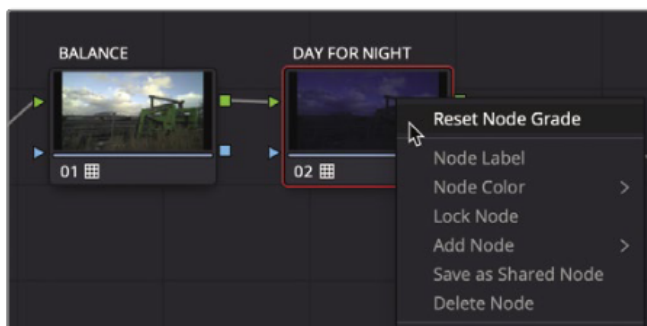 BALANCE
DAY FOR NIGHT
01
02
Reset Node Grade
Node Label
Node Color
Lock Node
Add Node
Save as Shared Node
Delete Node